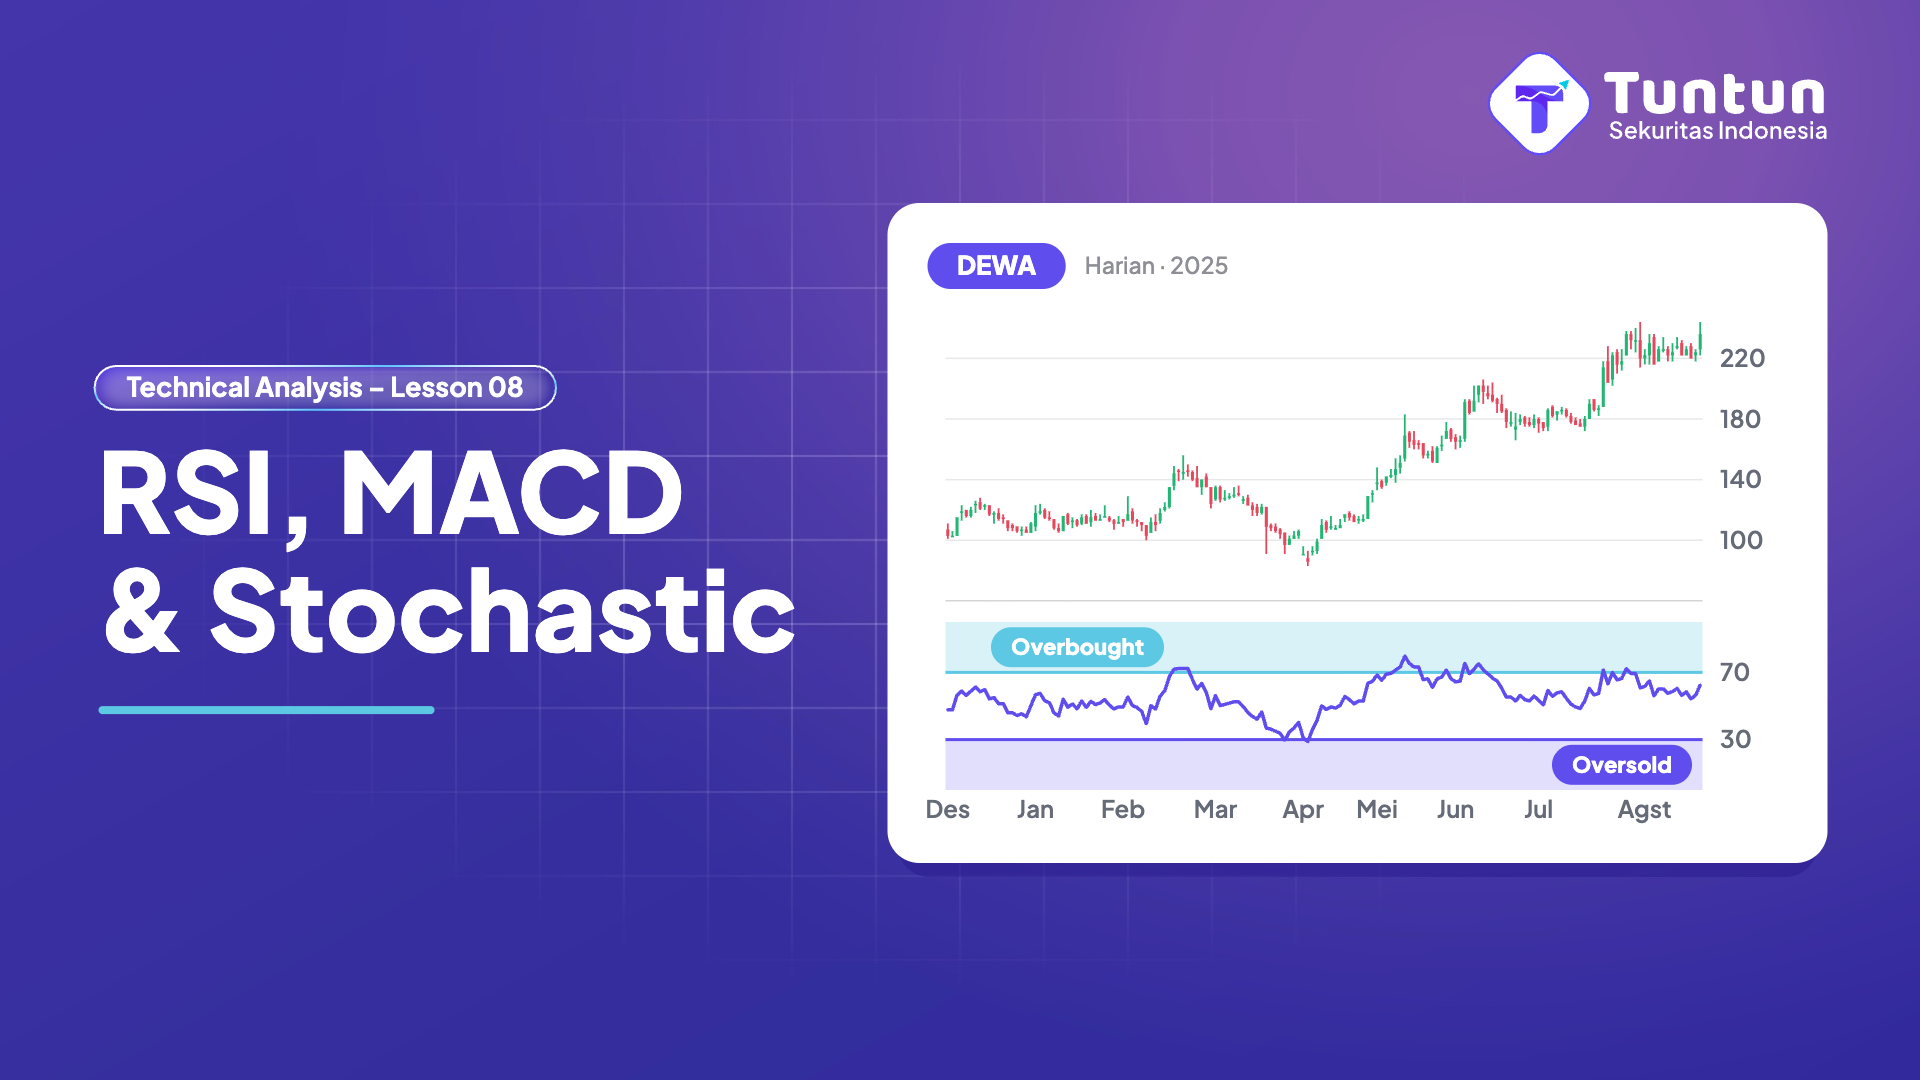 Tuntun
Sekuritas Indonesia
Technical Analysis – Lesson 08
RSI, MACD
& Stochastic
DEWA
Harian · 2025
220
180
140
100
Overbought
70
30
Oversold
Des Jan Feb Mar Apr Mei Jun Jul Agst